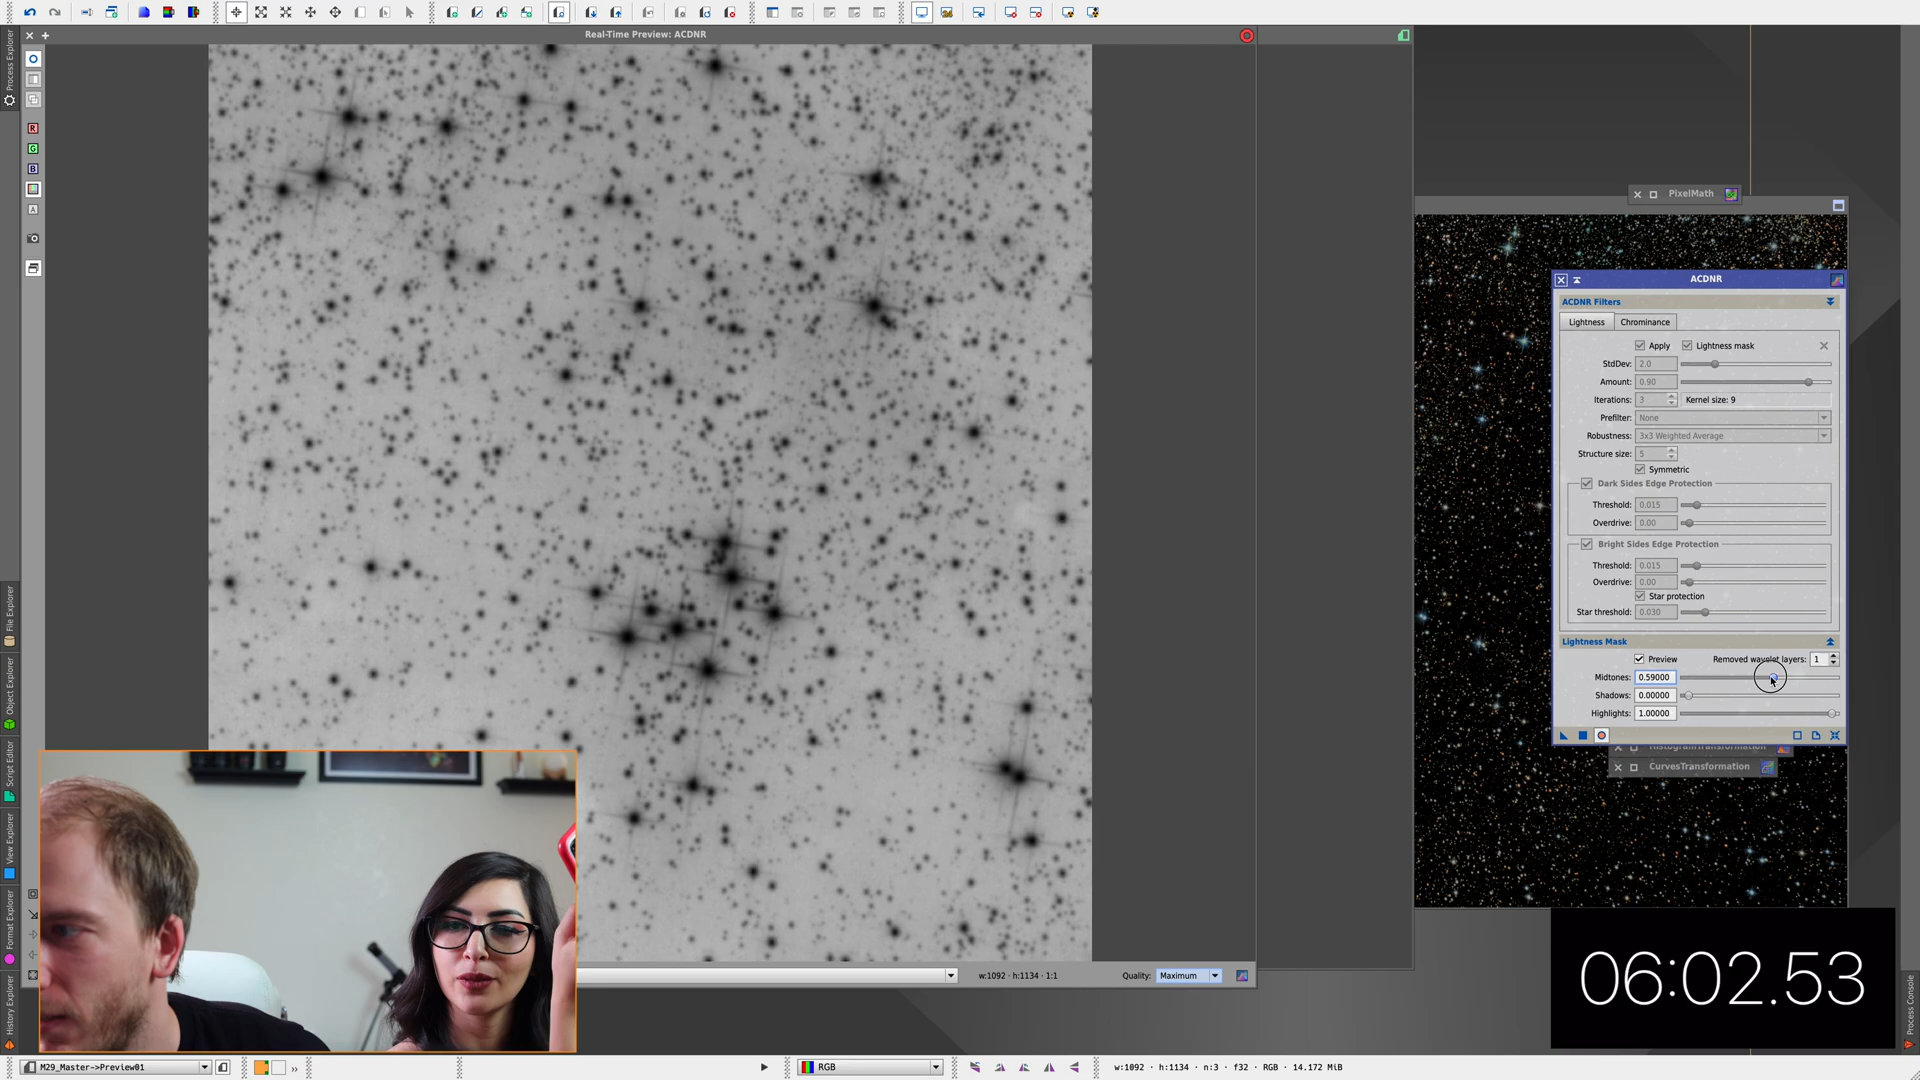 Real-Time Preview: ACDNR
Process Explorer
R
G
B
A
PixelMath
ACDNR
ACDNR Filters
Lightness
Chrominance
Apply
Lightness mask
StdDev: 2.0
Amount: 0.90
Iterations: 3
Kernel size: 9
Prefilter: None
Robustness: 3x3 Weighted Average
Structure size: 5
Symmetric
Dark Sides Edge Protection
Threshold: 0.015
Overdrive: 0.00
Bright Sides Edge Protection
Threshold: 0.015
Overdrive: 0.00
Star protection
Star threshold: 0.030
Lightness Mask
Preview
Removed wavelet layers: 1
Midtones: 0.59000
Shadows: 0.00000
Highlights: 1.00000
HistogramTransformation
CurvesTransformation
File Explorer
Object Explorer
Script Editor
View Explorer
Format Explorer
History Explorer
w:1092 · h:1134 · 1:1
Quality: Maximum
06:02.53
Process Console
M29_Master->Preview01
RGB
w:1092 · h:1134 · n:3 · f32 · RGB · 14.172 MiB